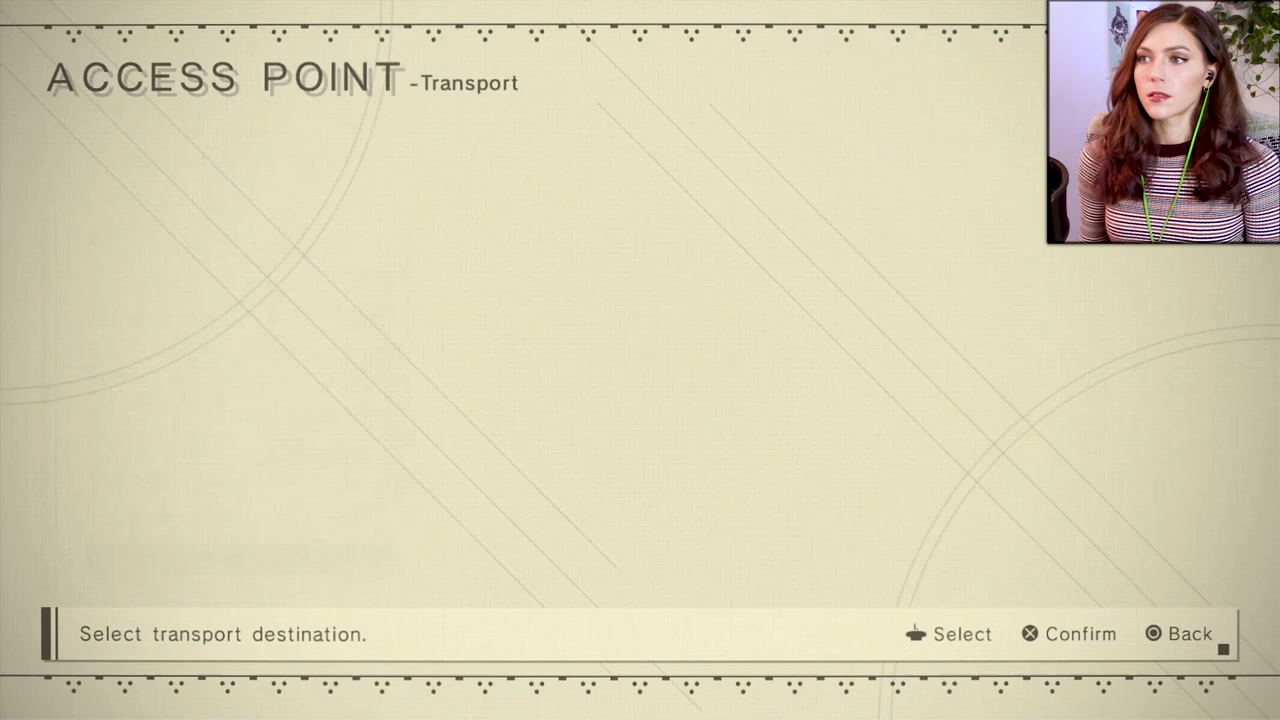 ACCESS POINT -Transport
Select transport destination.
Select Confirm Back